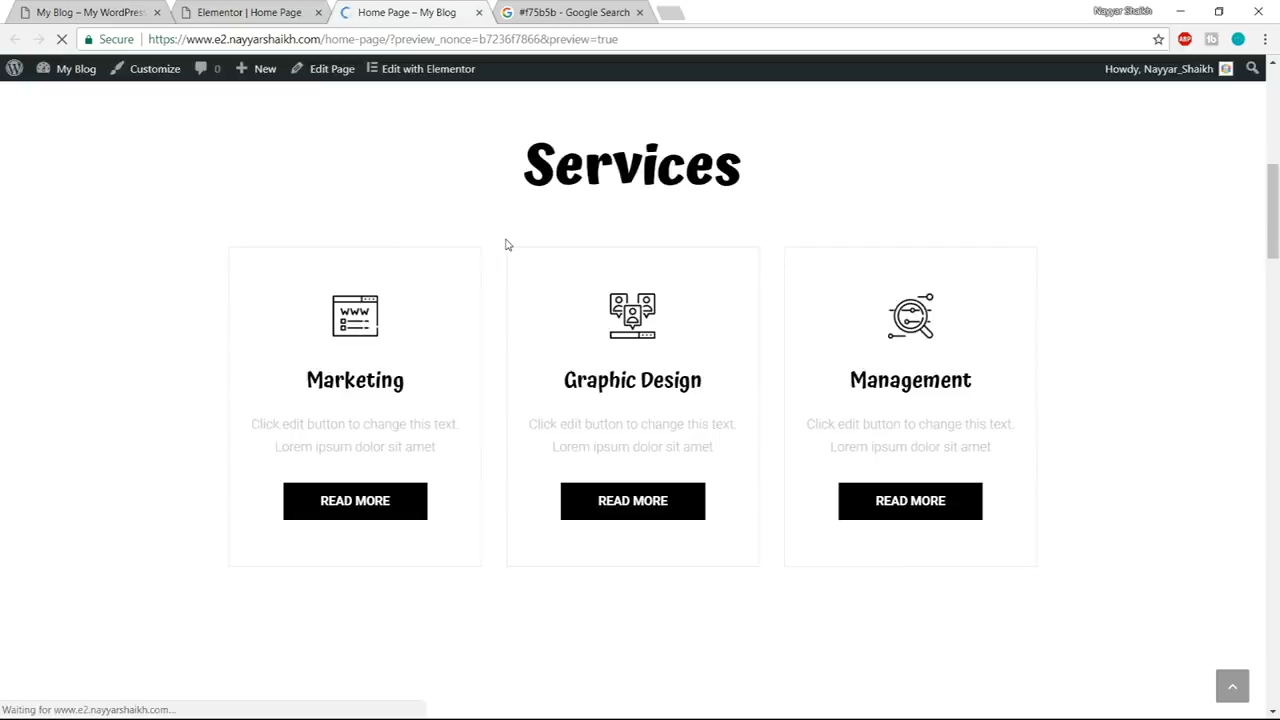 My Blog – My WordPress
Elementor | Home Page
Home Page – My Blog
#f75b5b - Google Search
Nayyar Shaikh
Secure
https://www.e2.nayyarshaikh.com/home-page/?preview_nonce=b7236f7866&preview=true
ABP
tb
My Blog
Customize
0
New
Edit Page
Edit with Elementor
Howdy, Nayyar_Shaikh
Services
WWW
Marketing
Graphic Design
Management
Click edit button to change this text.
Lorem ipsum dolor sit amet
Click edit button to change this text.
Lorem ipsum dolor sit amet
Click edit button to change this text.
Lorem ipsum dolor sit amet
READ MORE
READ MORE
READ MORE
Waiting for www.e2.nayyarshaikh.com...